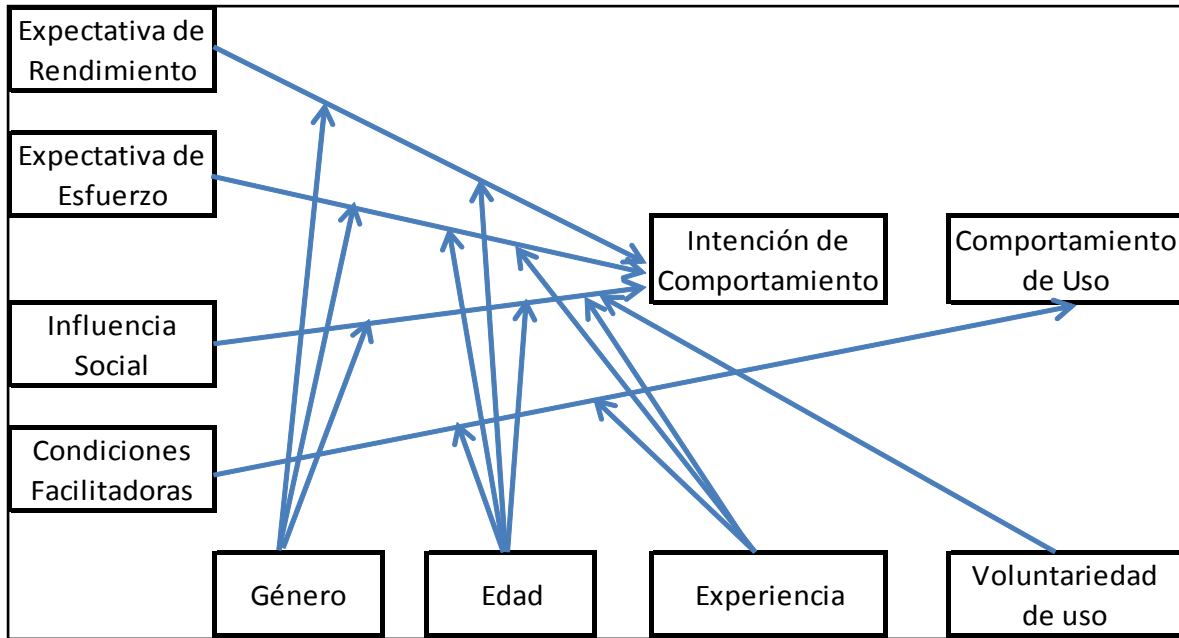 Expectativa de
Rendimiento
Expectativa de
Esfuerzo
Intención de
Comportamiento
Comportamiento
de Uso
Influencia
Social
Condiciones
Facilitadoras
Género
Edad
Experiencia
Voluntariedad
de uso